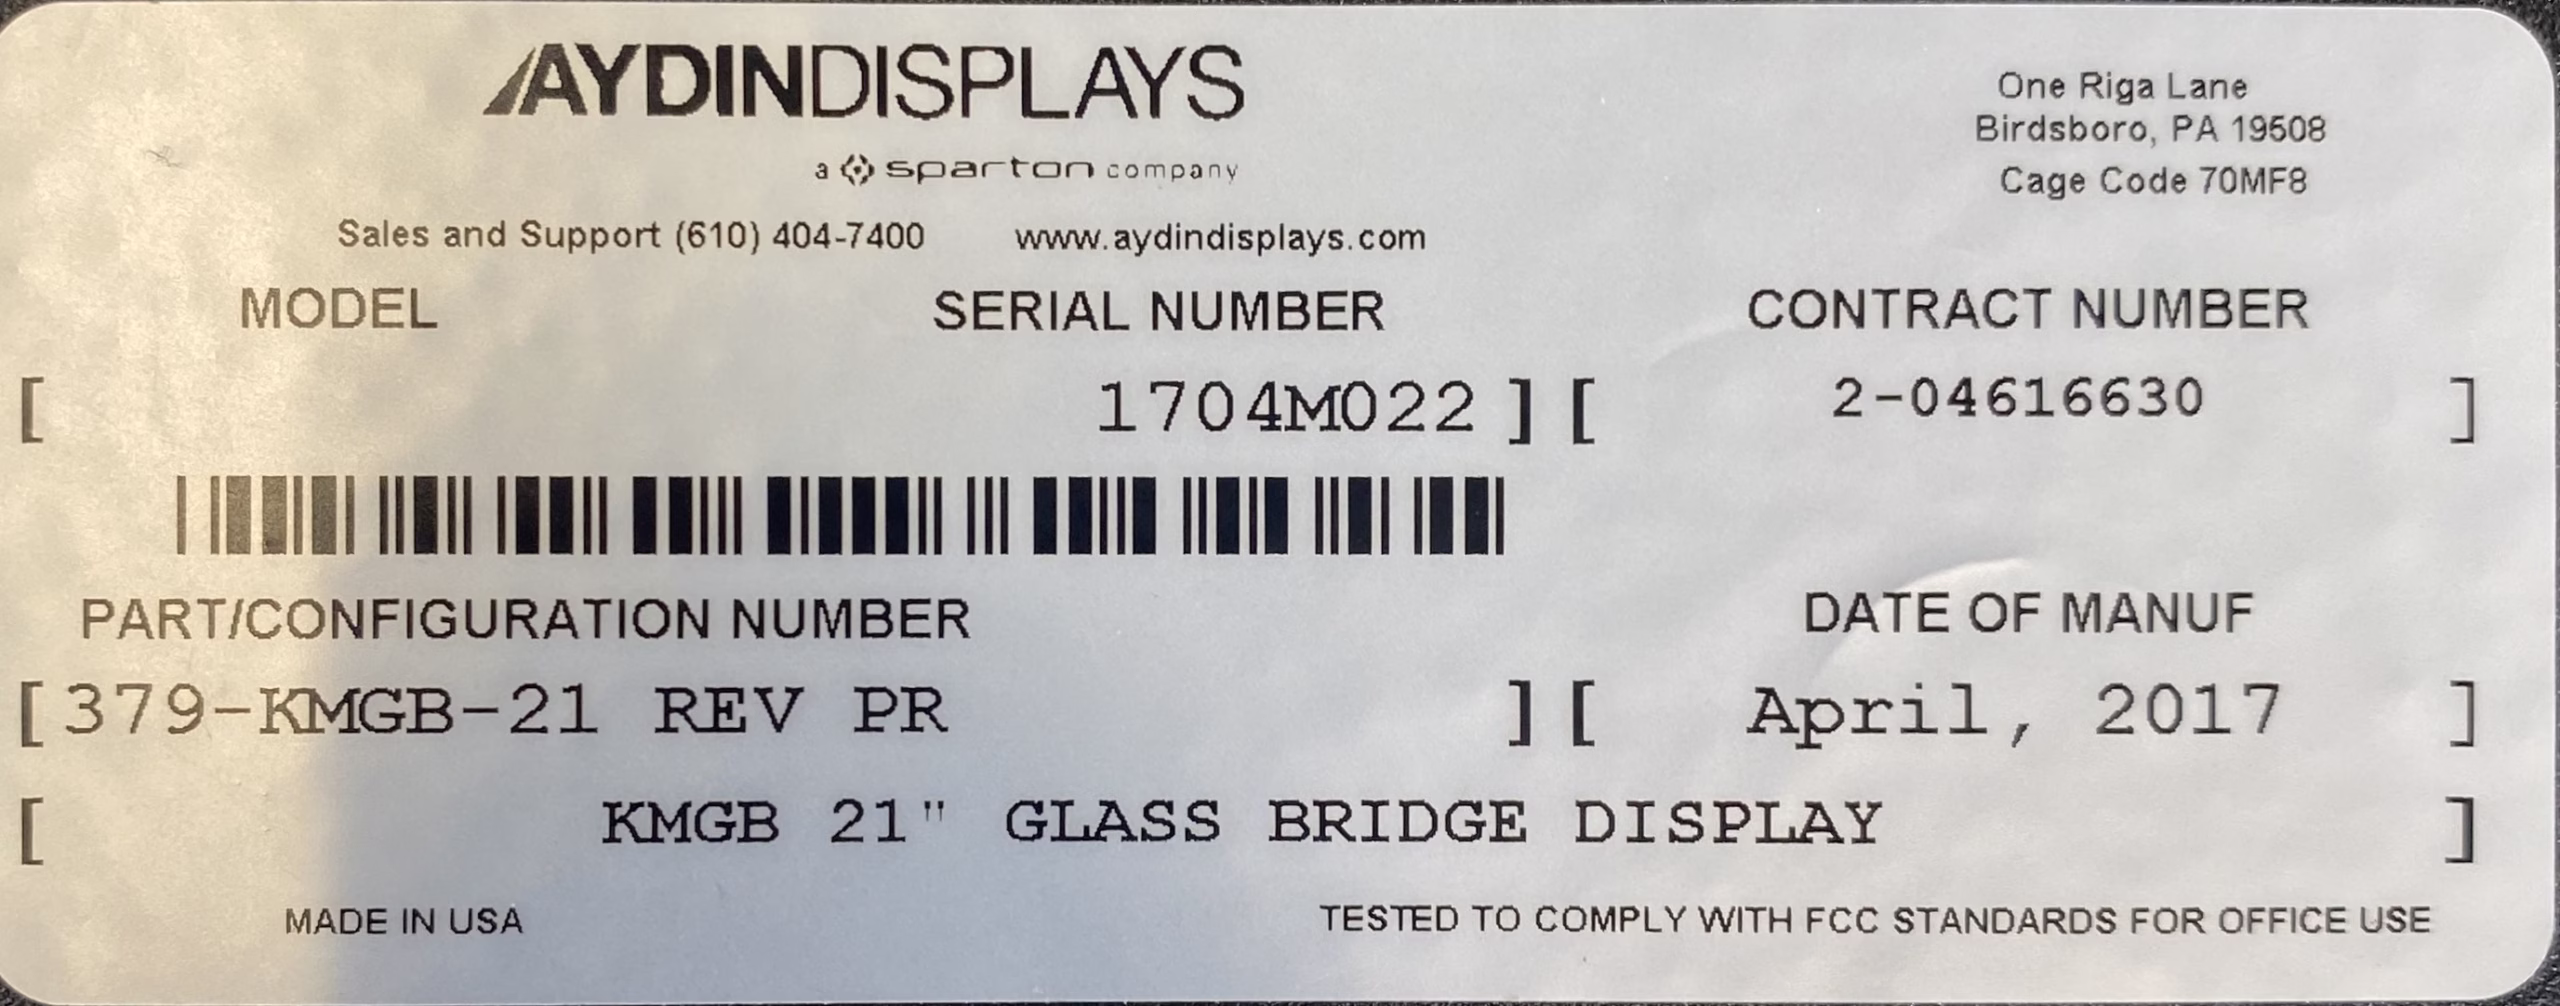 AYDINDISPLAYS
a sparton company
One Riga Lane
Birdsboro, PA 19508
Cage Code 70MF8
Sales and Support (610) 404-7400 www.aydindisplays.com
MODEL SERIAL NUMBER CONTRACT NUMBER
[ 1704M022 ] [ 2-04616630 ]
PART/CONFIGURATION NUMBER DATE OF MANUF
[ 379-KMGB-21 REV PR ] [ April, 2017 ]
[ KMGB 21" GLASS BRIDGE DISPLAY ]
MADE IN USA TESTED TO COMPLY WITH FCC STANDARDS FOR OFFICE USE